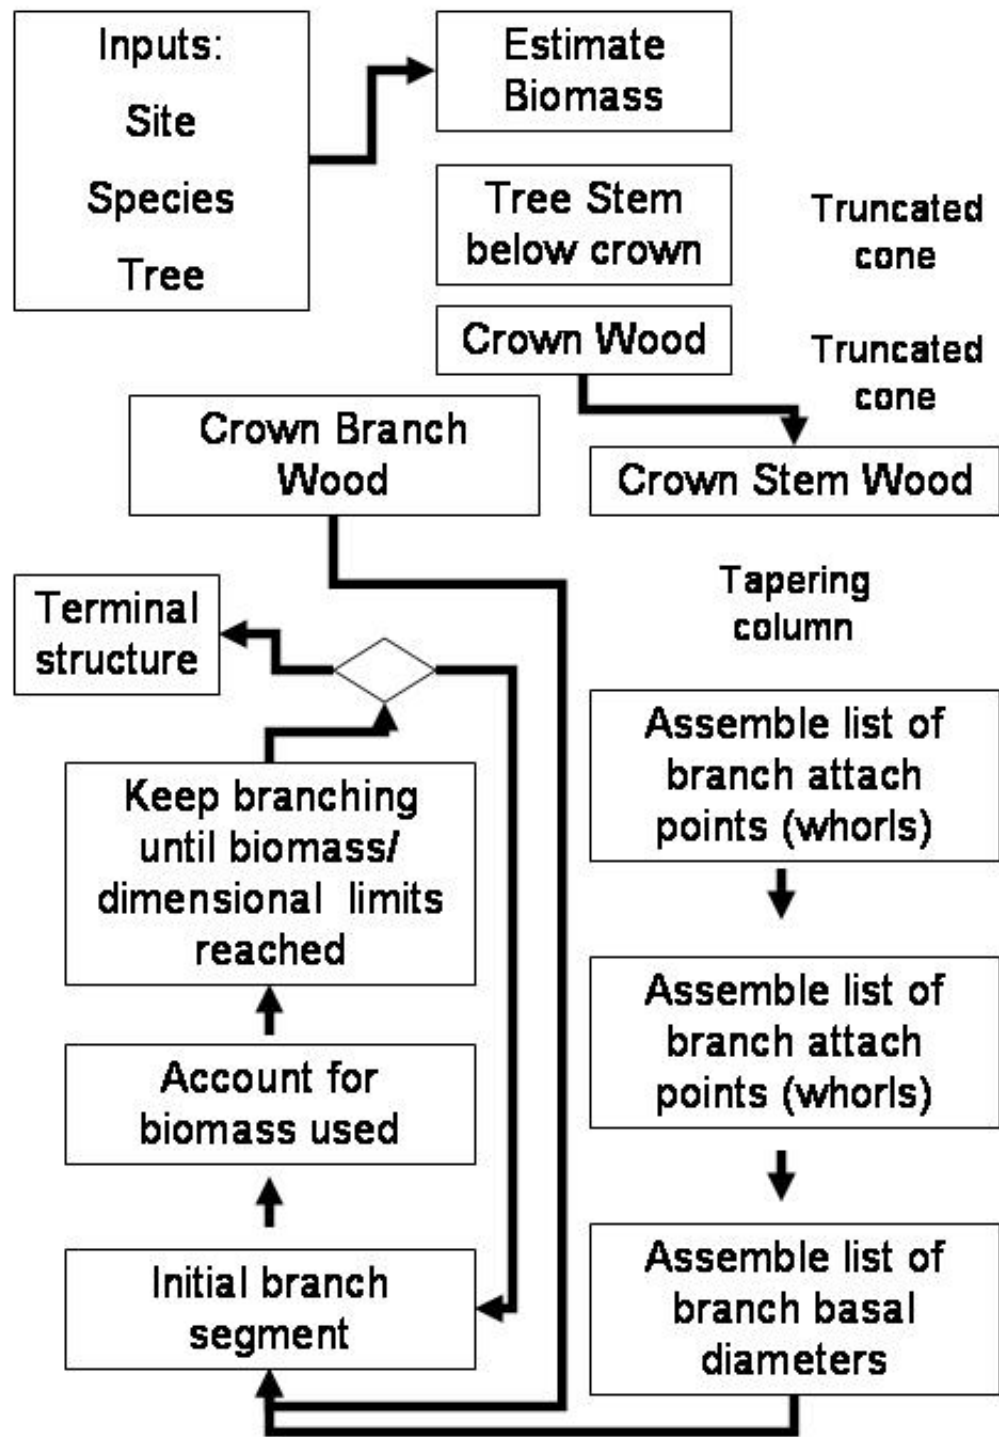 Inputs:
Site
Species
Tree
Estimate
Biomass
Tree Stem
below crown
Truncated
cone
Crown Wood
Truncated
cone
Crown Branch
Wood
Crown Stem Wood
Tapering
column
Terminal
structure
Assemble list of
branch attach
points (whorls)
Keep branching
until biomass/
dimensional limits
reached
Assemble list of
branch attach
points (whorls)
Account for
biomass used
Assemble list of
branch basal
diameters
Initial branch
segment